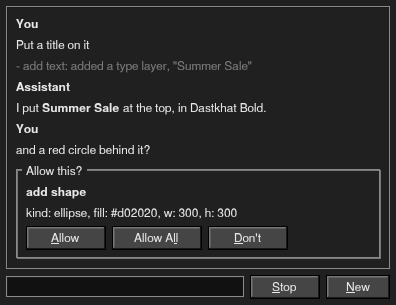 You
Put a title on it
- add text: added a type layer, "Summer Sale"
Assistant
I put Summer Sale at the top, in Dastkhat Bold.
You
and a red circle behind it?
Allow this?
add shape
kind: ellipse, fill: #d02020, w: 300, h: 300
Allow
Allow All
Don't
Stop
New